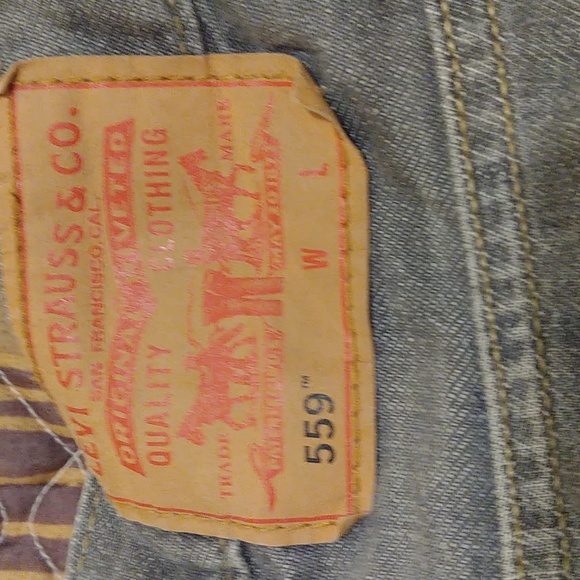 LEVI STRAUSS & CO.
SAN FRANCISCO, CAL.
ORIGINAL RIVETED
QUALITY CLOTHING
TRADE MARK
559™ W L